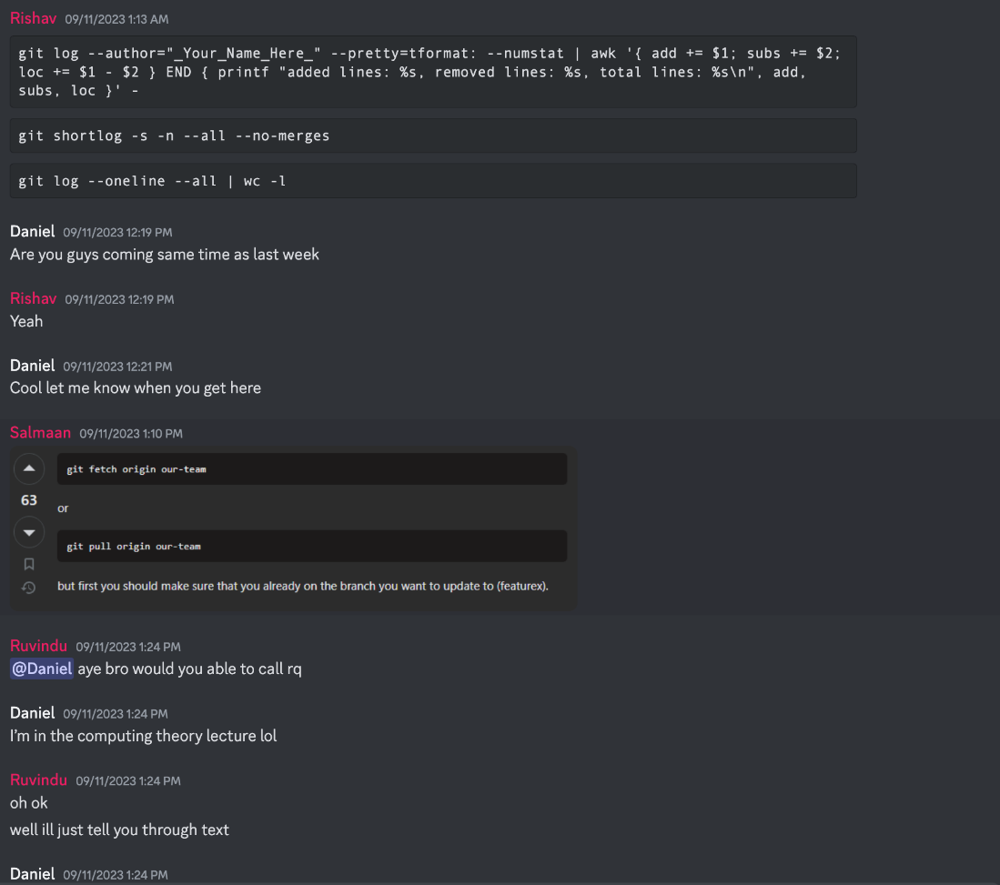 Rishav 09/11/2023 1:13 AM
git log --author="_Your_Name_Here_" --pretty=tformat: --numstat | awk '{ add += $1; subs += $2;
loc += $1 - $2 } END { printf "added lines: %s, removed lines: %s, total lines: %s\n", add,
subs, loc }' -
git shortlog -s -n --all --no-merges
git log --oneline --all | wc -l
Daniel 09/11/2023 12:19 PM
Are you guys coming same time as last week
Rishav 09/11/2023 12:19 PM
Yeah
Daniel 09/11/2023 12:21 PM
Cool let me know when you get here
Salmaan 09/11/2023 1:10 PM
git fetch origin our-team
63
or
git pull origin our-team
but first you should make sure that you already on the branch you want to update to (featurex).
Ruvindu 09/11/2023 1:24 PM
@Daniel aye bro would you able to call rq
Daniel 09/11/2023 1:24 PM
I'm in the computing theory lecture lol
Ruvindu 09/11/2023 1:24 PM
oh ok
well ill just tell you through text
Daniel 09/11/2023 1:24 PM